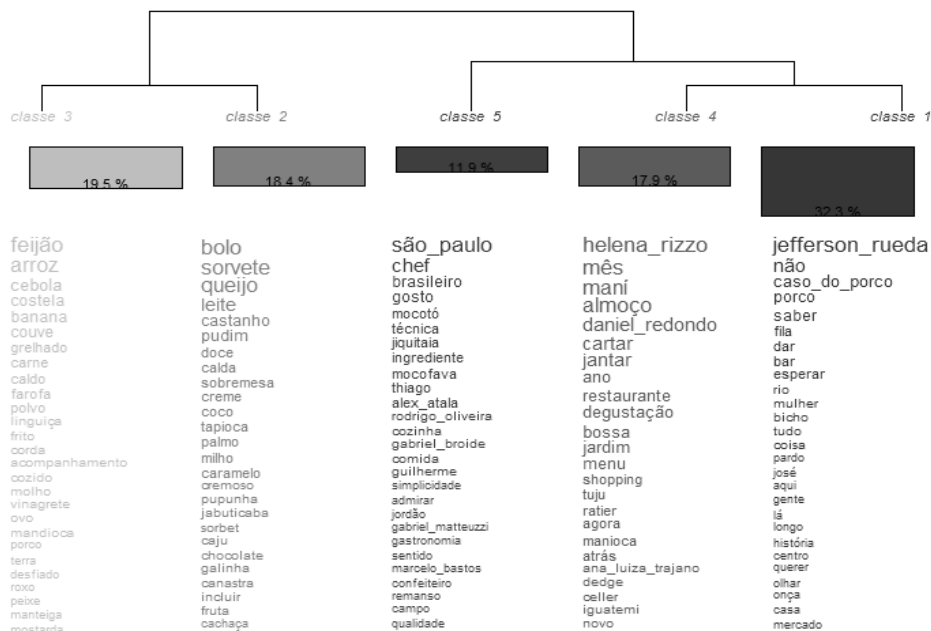 classe 3 classe 2 classe 5 classe 4 classe 1
19.5 % 18.4 % 11.9 % 17.9 % 32.3 %
feijão
arroz
cebola
costela
banana
couve
grelhado
carne
caldo
farofa
polvo
linguiça
frito
corda
acompanhamento
cozido
molho
vinagrete
ovo
mandioca
porco
terra
desfiado
roxo
peixe
manteiga
mostarda
bolo
sorvete
queijo
leite
castanho
pudim
doce
calda
sobremesa
creme
coco
tapioca
palmo
milho
caramelo
cremoso
pupunha
jabuticaba
sorbet
caju
chocolate
galinha
canastra
incluir
fruta
cachaça
são_paulo
chef
brasileiro
gosto
mocotó
técnica
jiquitaia
ingrediente
mocofava
thiago
alex_atala
rodrigo_oliveira
cozinha
gabriel_broide
comida
guilherme
simplicidade
admirar
jordão
gabriel_matteuzzi
gastronomia
sentido
marcelo_bastos
confeiteiro
remanso
campo
qualidade
helena_rizzo
mês
maní
almoço
daniel_redondo
cartar
jantar
ano
restaurante
degustação
bossa
jardim
menu
shopping
tuju
ratier
agora
manioca
atrás
ana_luiza_trajano
dedge
celler
iguatemi
novo
jefferson_rueda
não
caso_do_porco
porco
saber
fila
dar
bar
esperar
rio
mulher
bicho
tudo
coisa
pardo
josé
aqui
gente
lá
longo
história
centro
querer
olhar
onça
casa
mercado